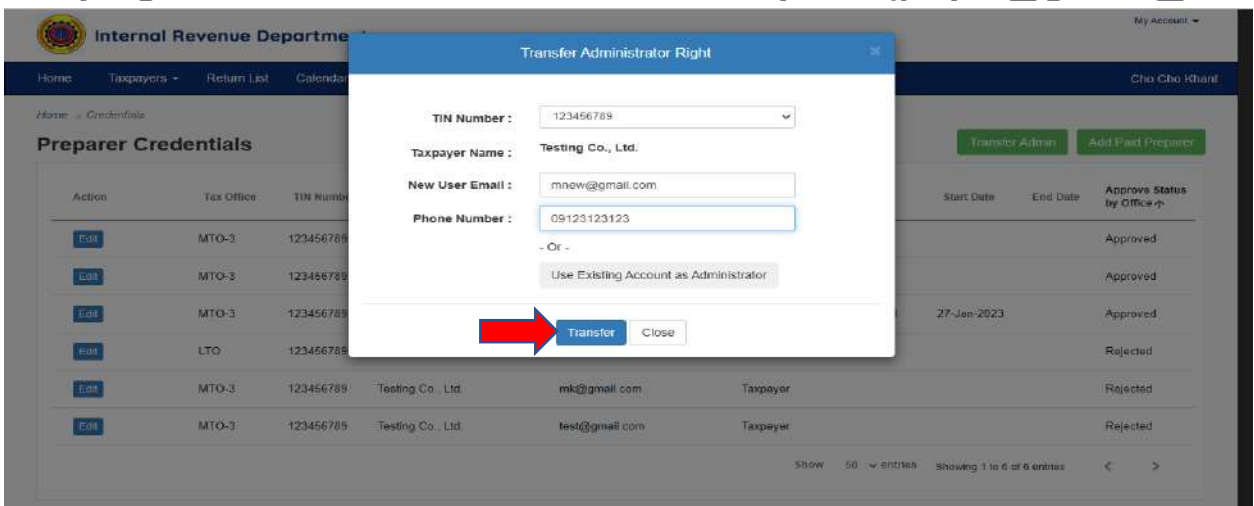 My Account
Internal Revenue Departme
Transfer Administrator Right
Home Taxpayers Return List Calendar
Cho Cho Khant
Home » Credentials
TIN Number : 123456789
Preparer Credentials
Transfer Admin Add Paid Preparer
Taxpayer Name : Testing Co., Ltd.
New User Email : mnew@gmail.com
Action Tax Office TIN Numbe Start Date End Date Approve Status by Office
Phone Number : 09123123123
Edit MTO-3 123456789 Approved
- Or -
Use Existing Account as Administrator
Edit MTO-3 123456789 Approved
Edit MTO-3 123456789 27-Jan-2023 Approved
Transfer Close
Edit LTO 123456789 Rejected
Edit MTO-3 123456789 Testing Co., Ltd. mk@gmail.com Taxpayer Rejected
Edit MTO-3 123456789 Testing Co., Ltd. test@gmail.com Taxpayer Rejected
Show 50 entries Showing 1 to 6 of 6 entries < >